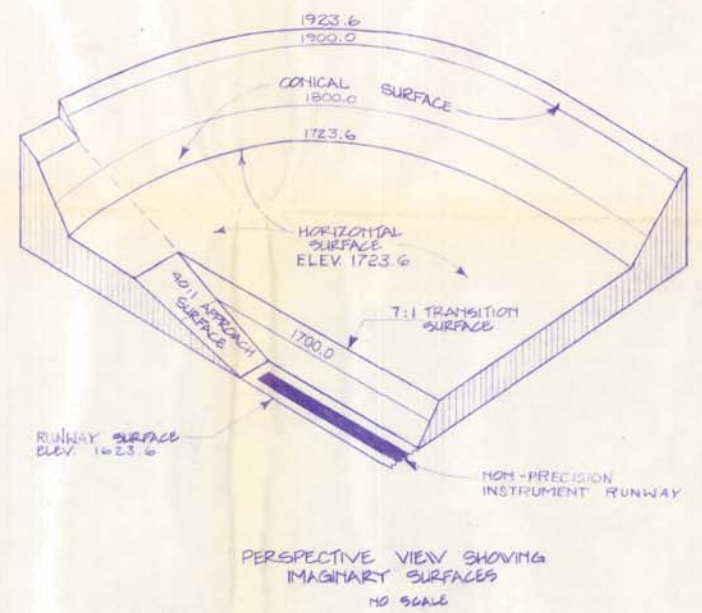 1923.6
1900.0
CONICAL SURFACE
1800.0
1723.6
HORIZONTAL
SURFACE
ELEV. 1723.6
40:1 APPROACH
SURFACE
7:1 TRANSITION
SURFACE
1700.0
RUNWAY SURFACE
ELEV. 1623.6
NON-PRECISION
INSTRUMENT RUNWAY
PERSPECTIVE VIEW SHOWING
IMAGINARY SURFACES
NO SCALE